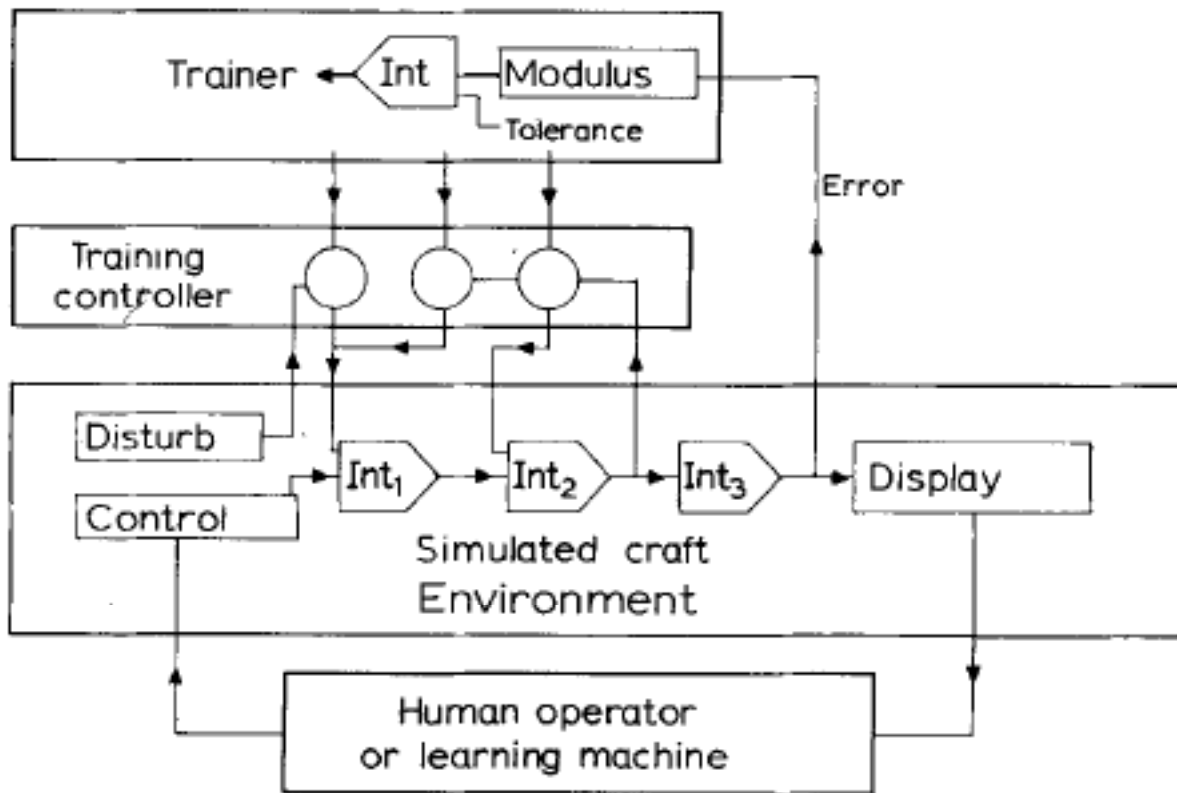 Trainer
Int
Modulus
Tolerance
Error
Training
controller
Disturb
Int₁
Int₂
Int₃
Display
Control
Simulated craft
Environment
Human operator
or learning machine